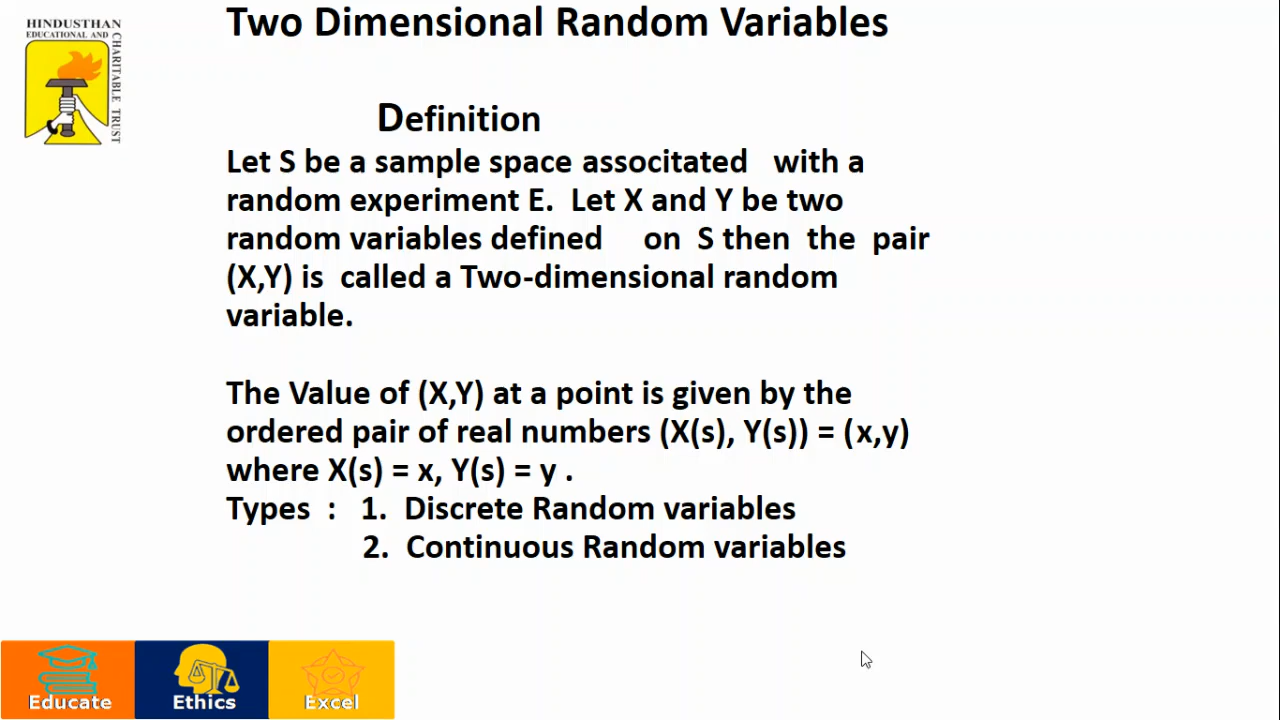 HINDUSTHAN
EDUCATIONAL AND
CHARITABLE TRUST
Two Dimensional Random Variables
Definition
Let S be a sample space associtated with a
random experiment E. Let X and Y be two
random variables defined on S then the pair
(X,Y) is called a Two-dimensional random
variable.
The Value of (X,Y) at a point is given by the
ordered pair of real numbers (X(s), Y(s)) = (x,y)
where X(s) = x, Y(s) = y .
Types : 1. Discrete Random variables
2. Continuous Random variables
Educate
Ethics
Excel